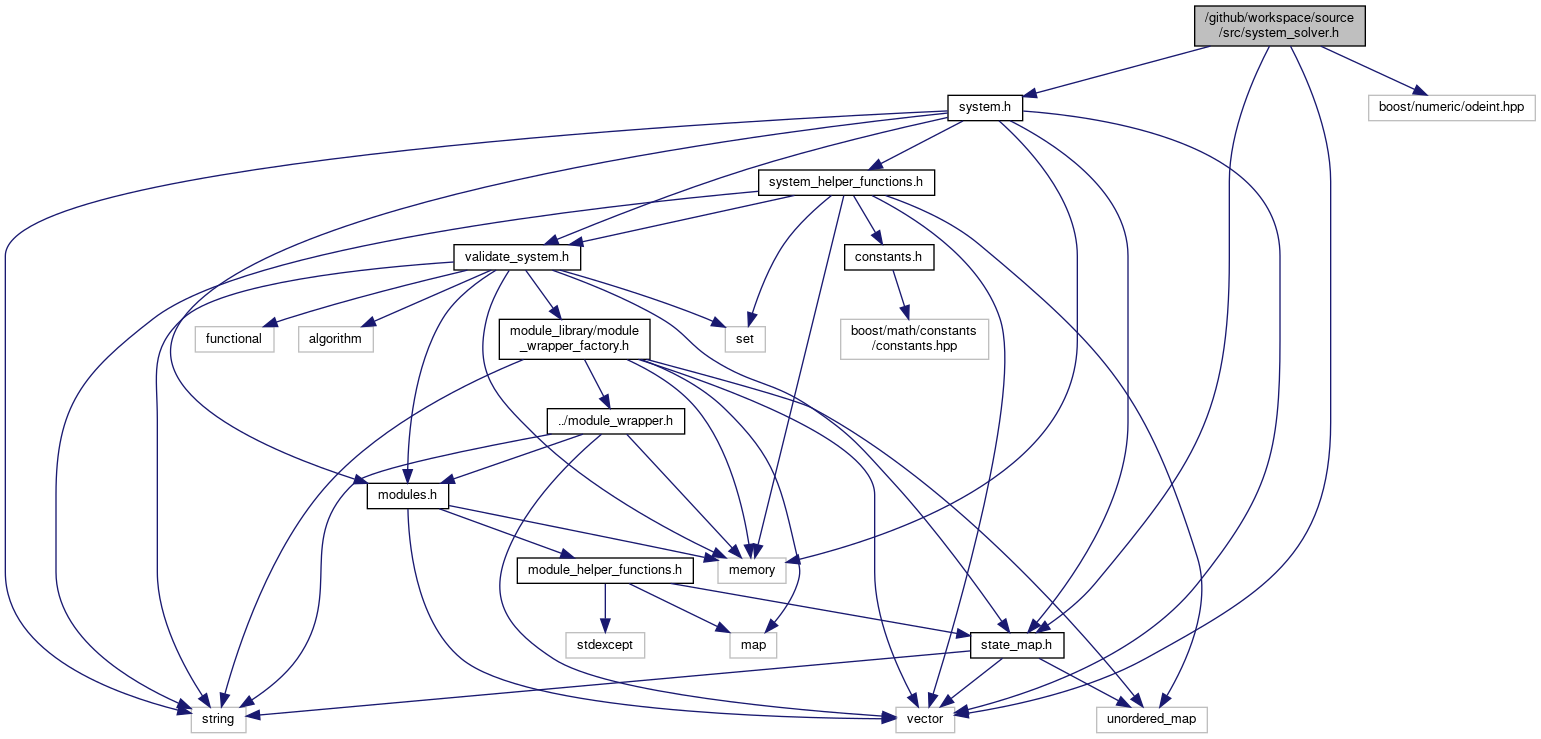 /github/workspace/source
/src/system_solver.h
system.h
boost/numeric/odeint.hpp
system_helper_functions.h
validate_system.h
constants.h
functional
algorithm
module_library/module
_wrapper_factory.h
set
boost/math/constants
/constants.hpp
../module_wrapper.h
modules.h
module_helper_functions.h
memory
stdexcept
map
state_map.h
string
vector
unordered_map